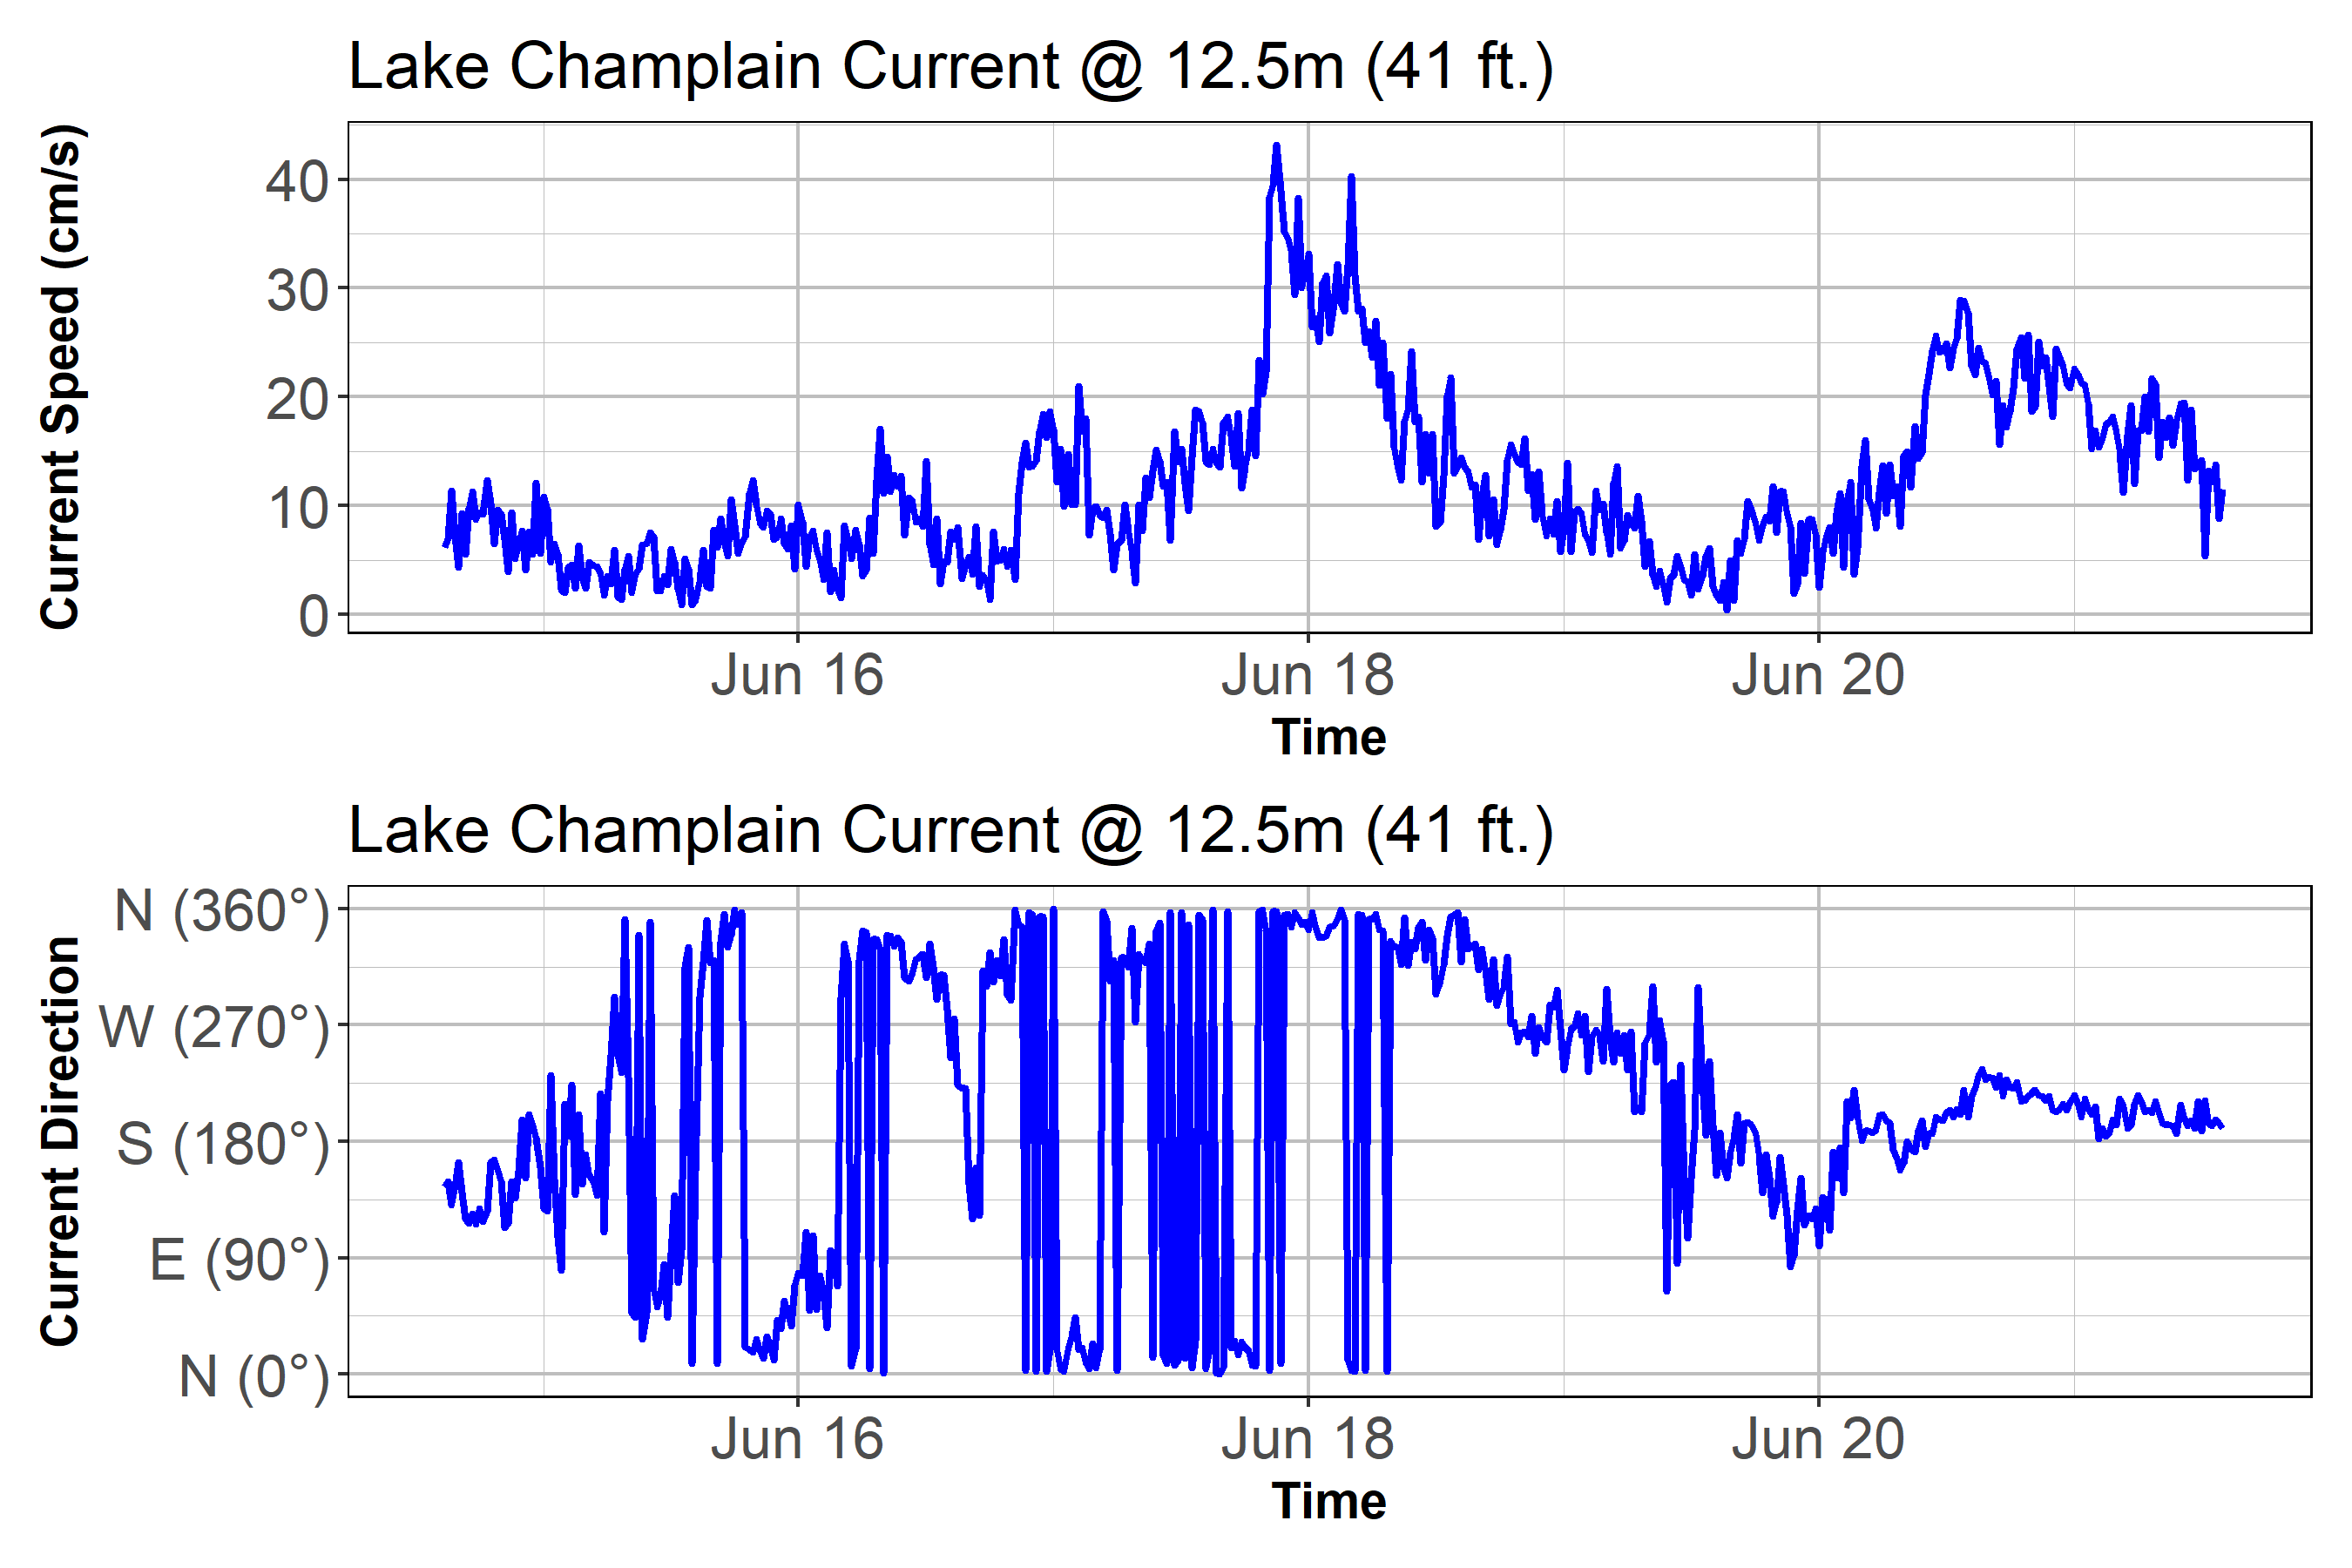 Lake Champlain Current @ 12.5m (41 ft.)
Current Speed (cm/s)
40
30
20
10
0
Jun 16 Jun 18 Jun 20
Time
Lake Champlain Current @ 12.5m (41 ft.)
Current Direction
N (360°)
W (270°)
S (180°)
E (90°)
N (0°)
Jun 16 Jun 18 Jun 20
Time